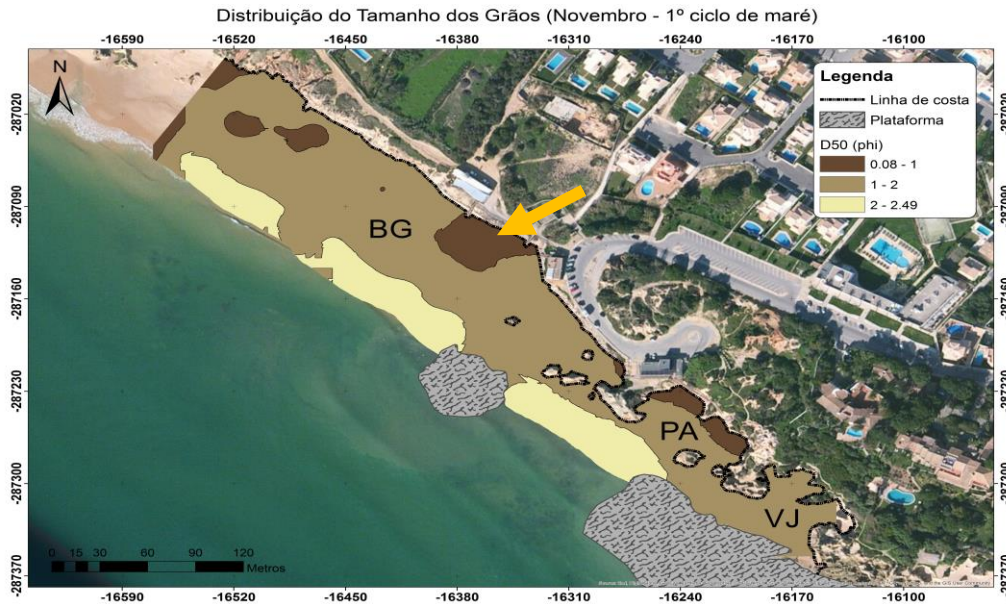 Distribuição do Tamanho dos Grãos (Novembro - 1º ciclo de maré)
-16590 -16520 -16450 -16380 -16310 -16240 -16170 -16100
N
Legenda
Linha de costa
Plataforma
D50 (phi)
0.08 - 1
1 - 2
2 - 2.49
-287020 -287020
-287090 -287090
BG
-287160 -287160
-287230 -287230
PA
-287300 -287300
VJ
0 15 30 60 90 120
Metros
-287370 -287370
-16590 -16520 -16450 -16380 -16310 -16240 -16170 -16100